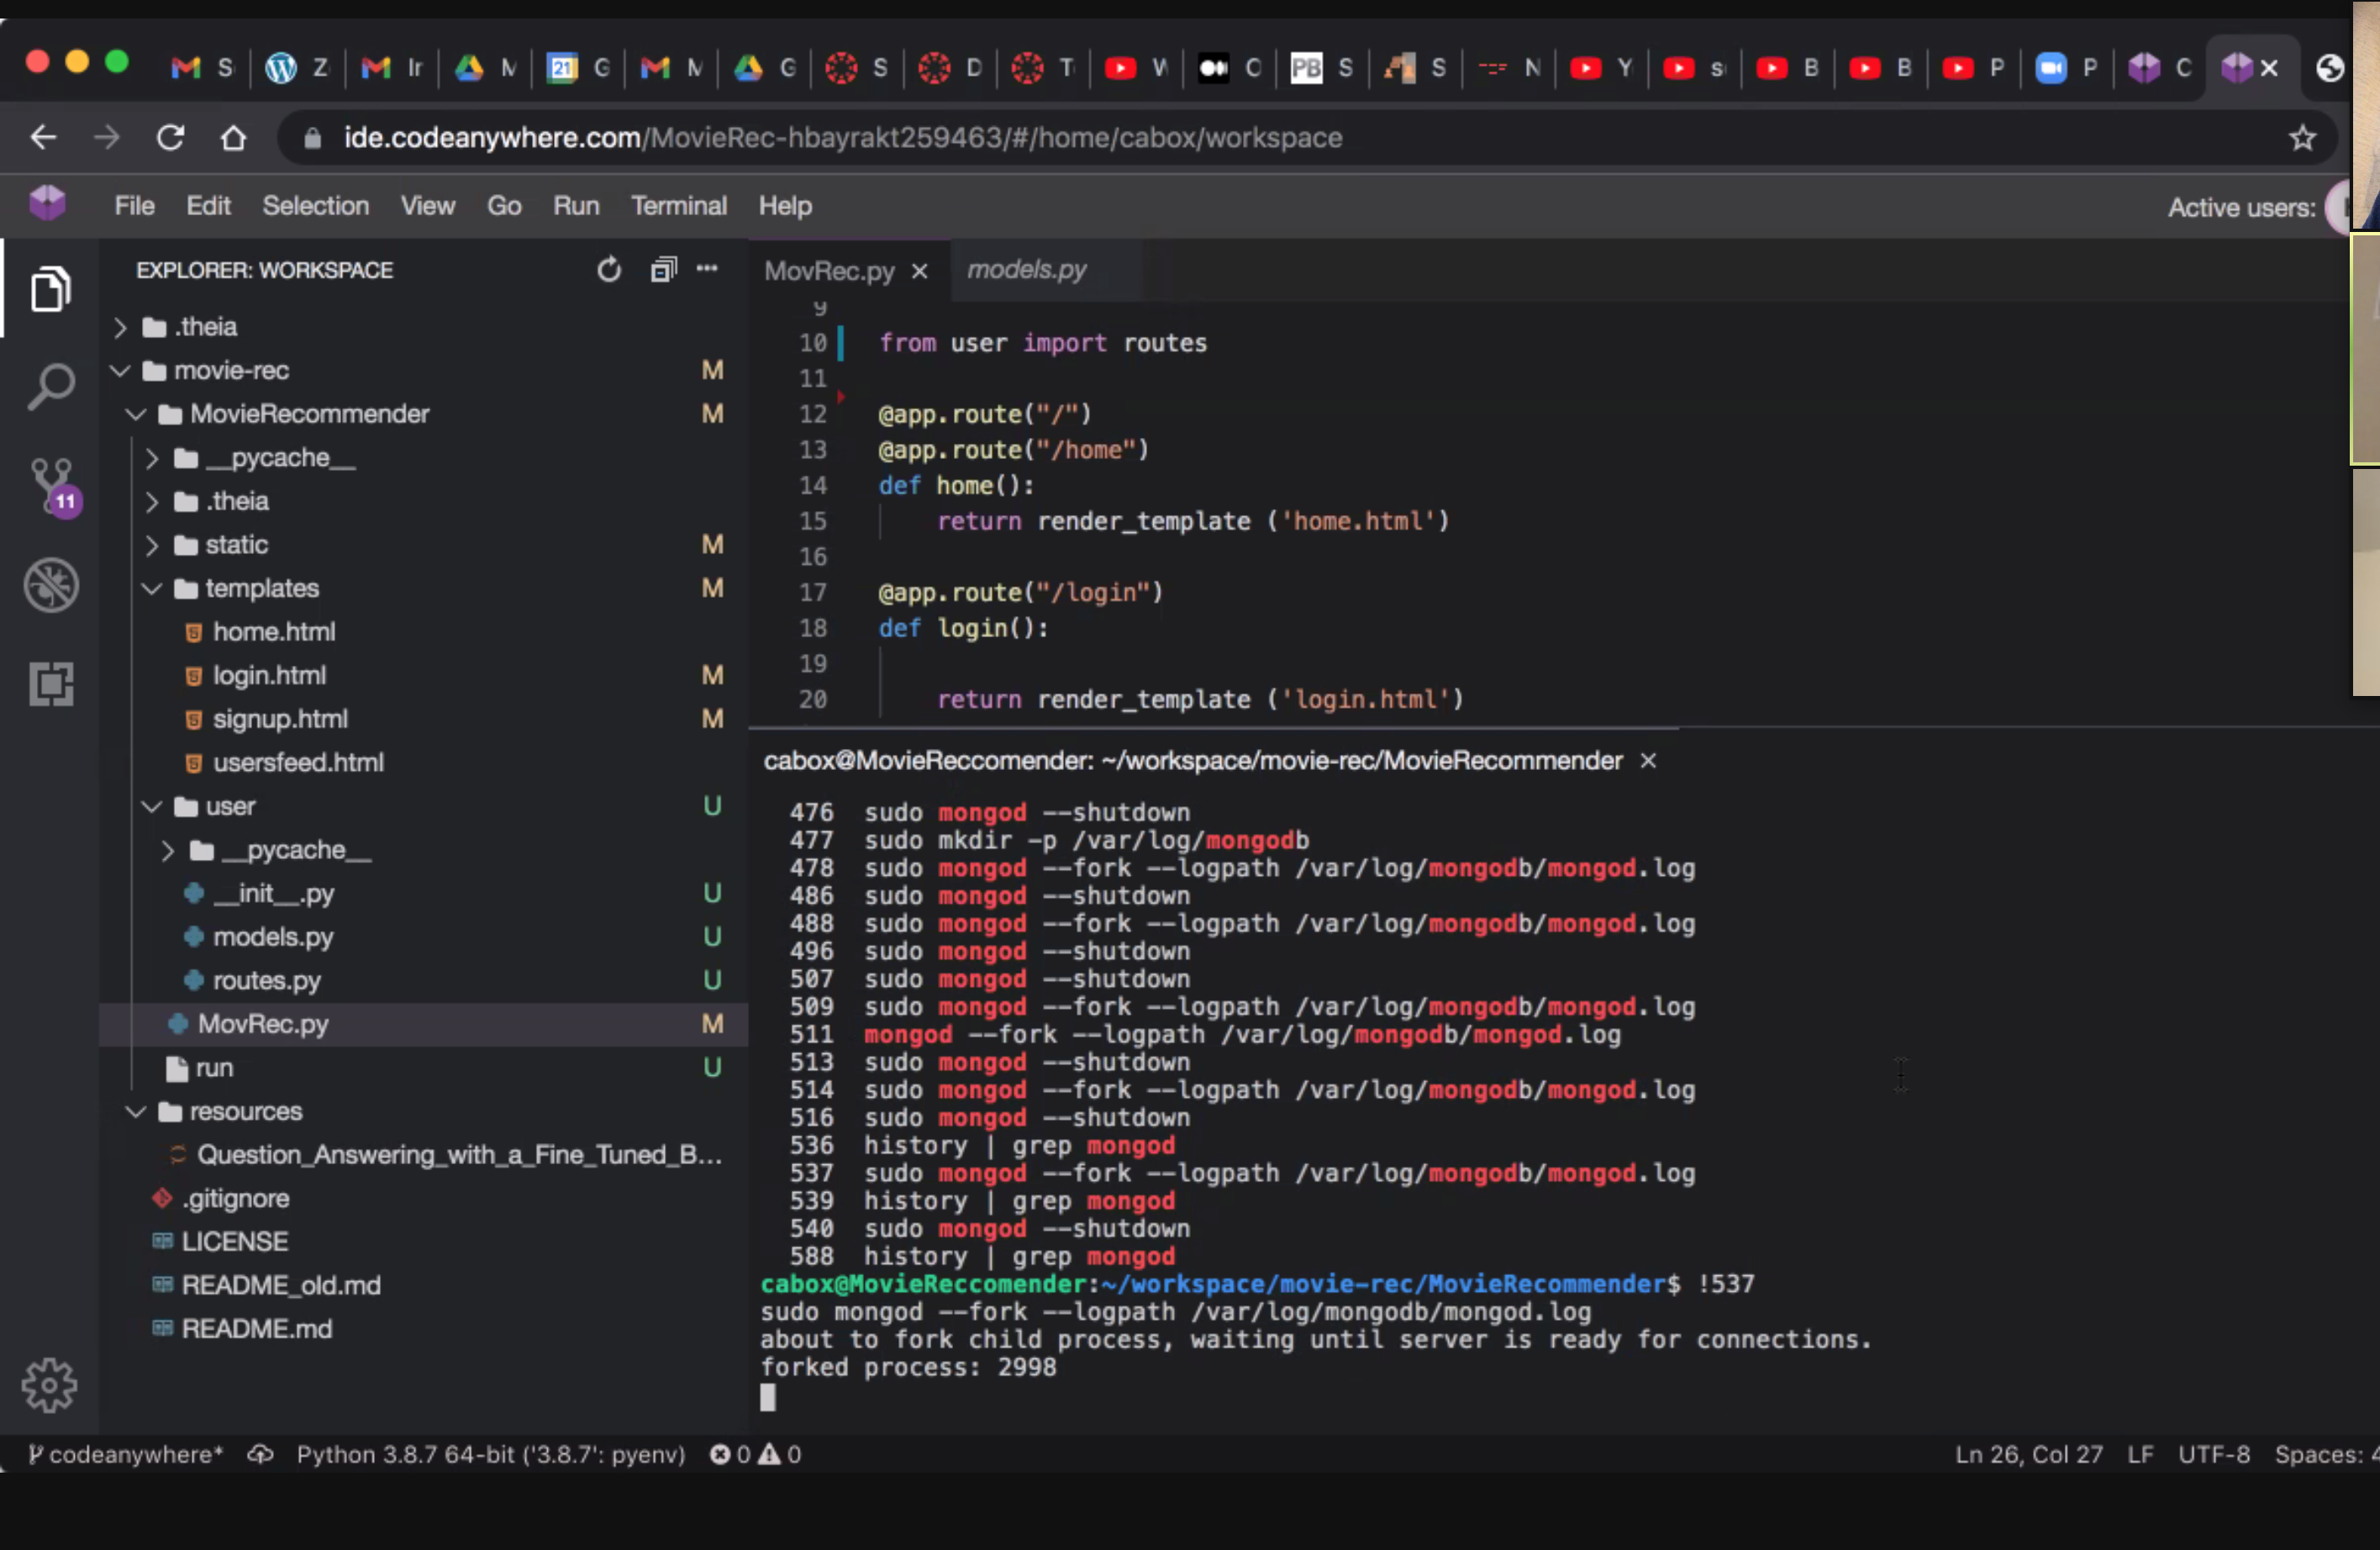 S Z Ir M G M G S D T W O PB S S N Y s B B P P C
ide.codeanywhere.com/MovieRec-hbayrakt259463/#/home/cabox/workspace
File Edit Selection View Go Run Terminal Help
Active users:
EXPLORER: WORKSPACE
.theia
movie-rec M
MovieRecommender M
__pycache__
.theia
static M
templates M
home.html
login.html M
signup.html M
usersfeed.html
user U
__pycache__
__init__.py U
models.py U
routes.py U
MovRec.py M
run U
resources
Question_Answering_with_a_Fine_Tuned_B...
.gitignore
LICENSE
README_old.md
README.md
11
MovRec.py models.py
9
10 from user import routes
11
12 @app.route("/")
13 @app.route("/home")
14 def home():
15 return render_template ('home.html')
16
17 @app.route("/login")
18 def login():
19
20 return render_template ('login.html')
cabox@MovieReccomender: ~/workspace/movie-rec/MovieRecommender
476 sudo mongod --shutdown
477 sudo mkdir -p /var/log/mongodb
478 sudo mongod --fork --logpath /var/log/mongodb/mongod.log
486 sudo mongod --shutdown
488 sudo mongod --fork --logpath /var/log/mongodb/mongod.log
496 sudo mongod --shutdown
507 sudo mongod --shutdown
509 sudo mongod --fork --logpath /var/log/mongodb/mongod.log
511 mongod --fork --logpath /var/log/mongodb/mongod.log
513 sudo mongod --shutdown
514 sudo mongod --fork --logpath /var/log/mongodb/mongod.log
516 sudo mongod --shutdown
536 history | grep mongod
537 sudo mongod --fork --logpath /var/log/mongodb/mongod.log
539 history | grep mongod
540 sudo mongod --shutdown
588 history | grep mongod
cabox@MovieReccomender:~/workspace/movie-rec/MovieRecommender$ !537
sudo mongod --fork --logpath /var/log/mongodb/mongod.log
about to fork child process, waiting until server is ready for connections.
forked process: 2998
codeanywhere* Python 3.8.7 64-bit ('3.8.7': pyenv) 0 0 Ln 26, Col 27 LF UTF-8 Spaces: 4